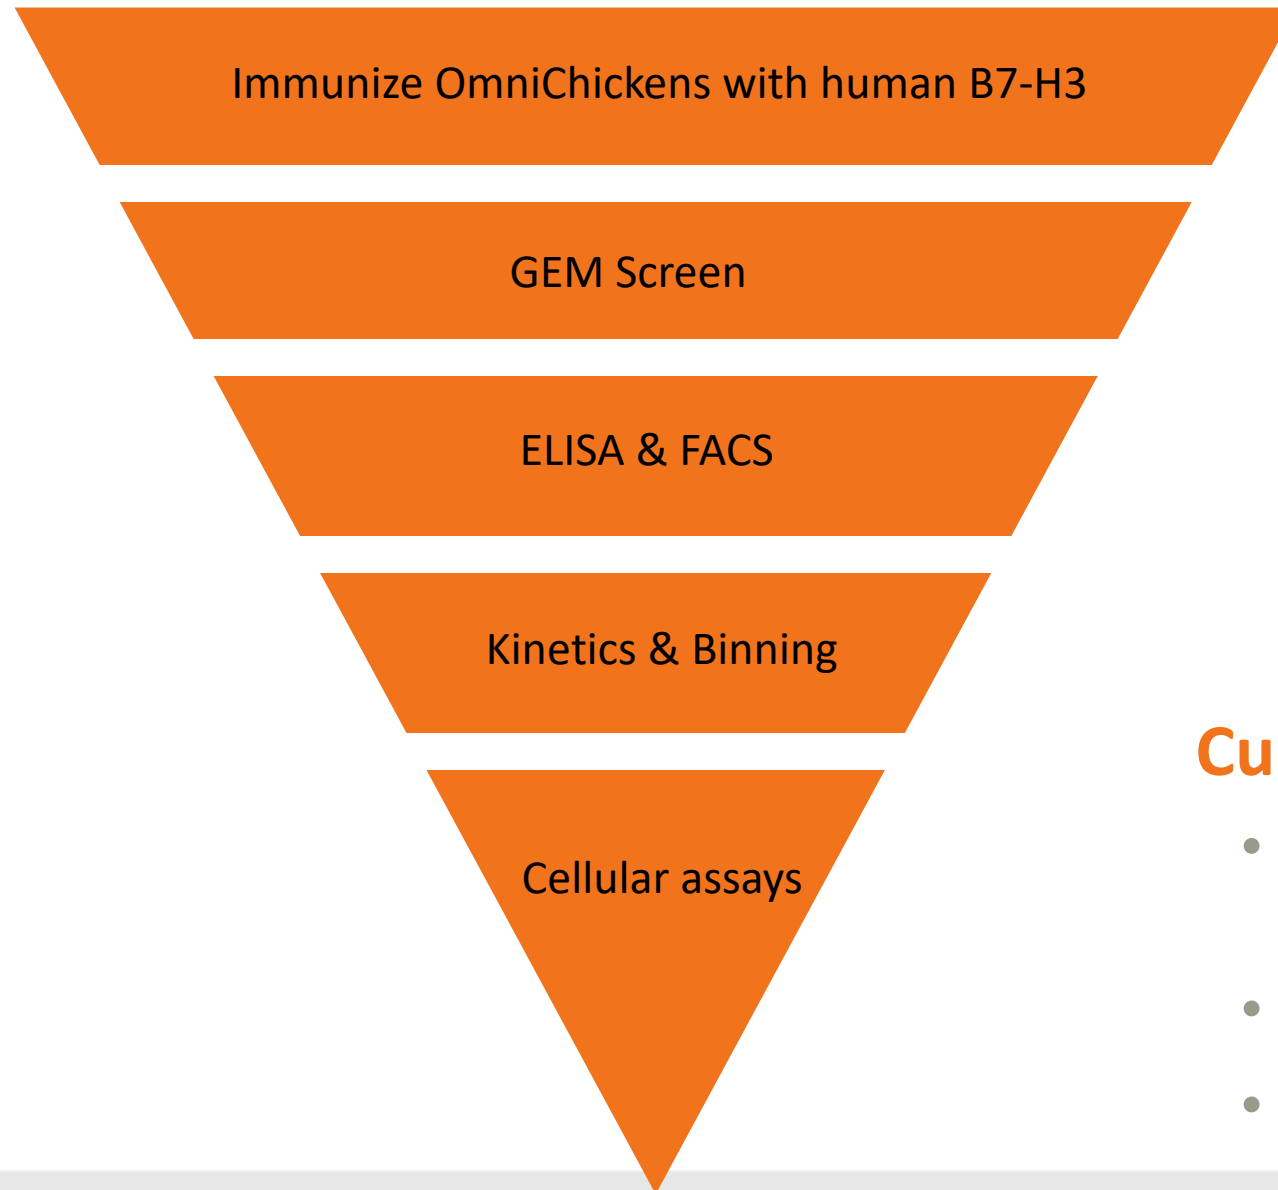 Immunize OmniChickens with human B7-H3
GEM Screen
ELISA & FACS
Kinetics & Binning
Cu
Cellular assays